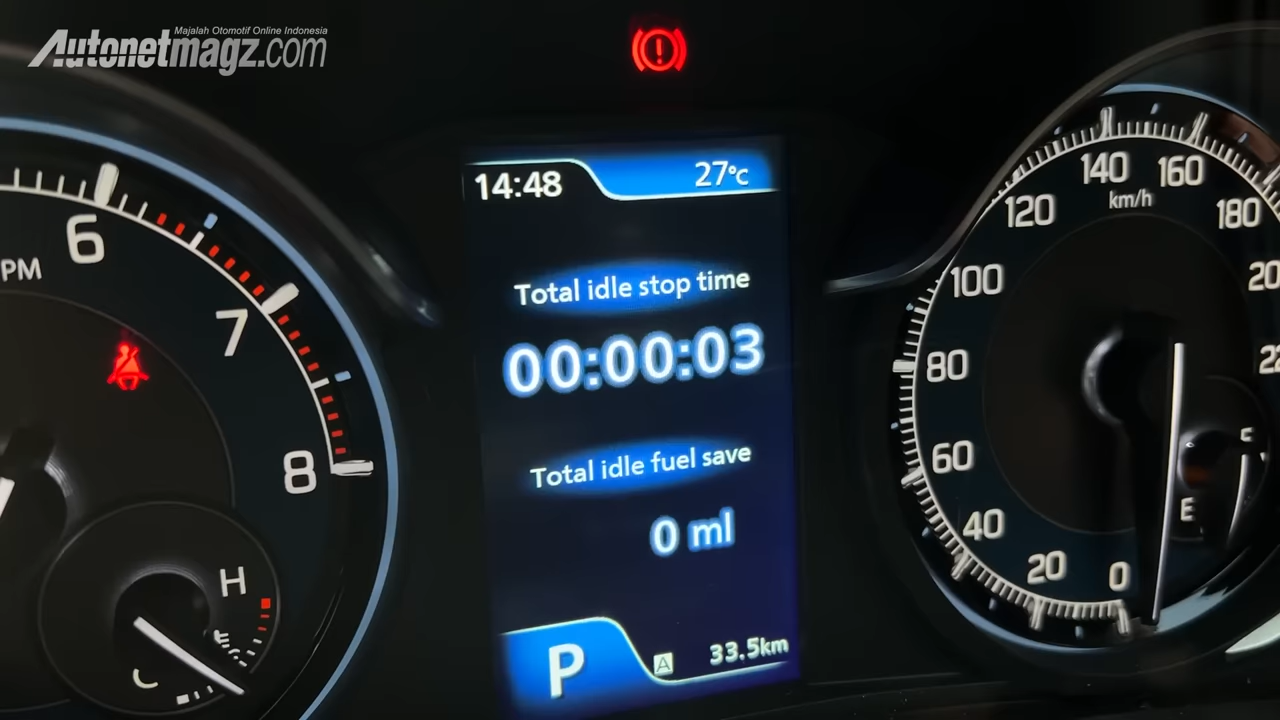 Majalah Otomotif Online Indonesia
Autonetmagz.com
14:48
27°C
Total idle stop time
00:00:03
Total idle fuel save
0 ml
P
A 33.5km
6
7
8
H
C
km/h
0
20
40
60
80
100
120
140
160
180
E
F